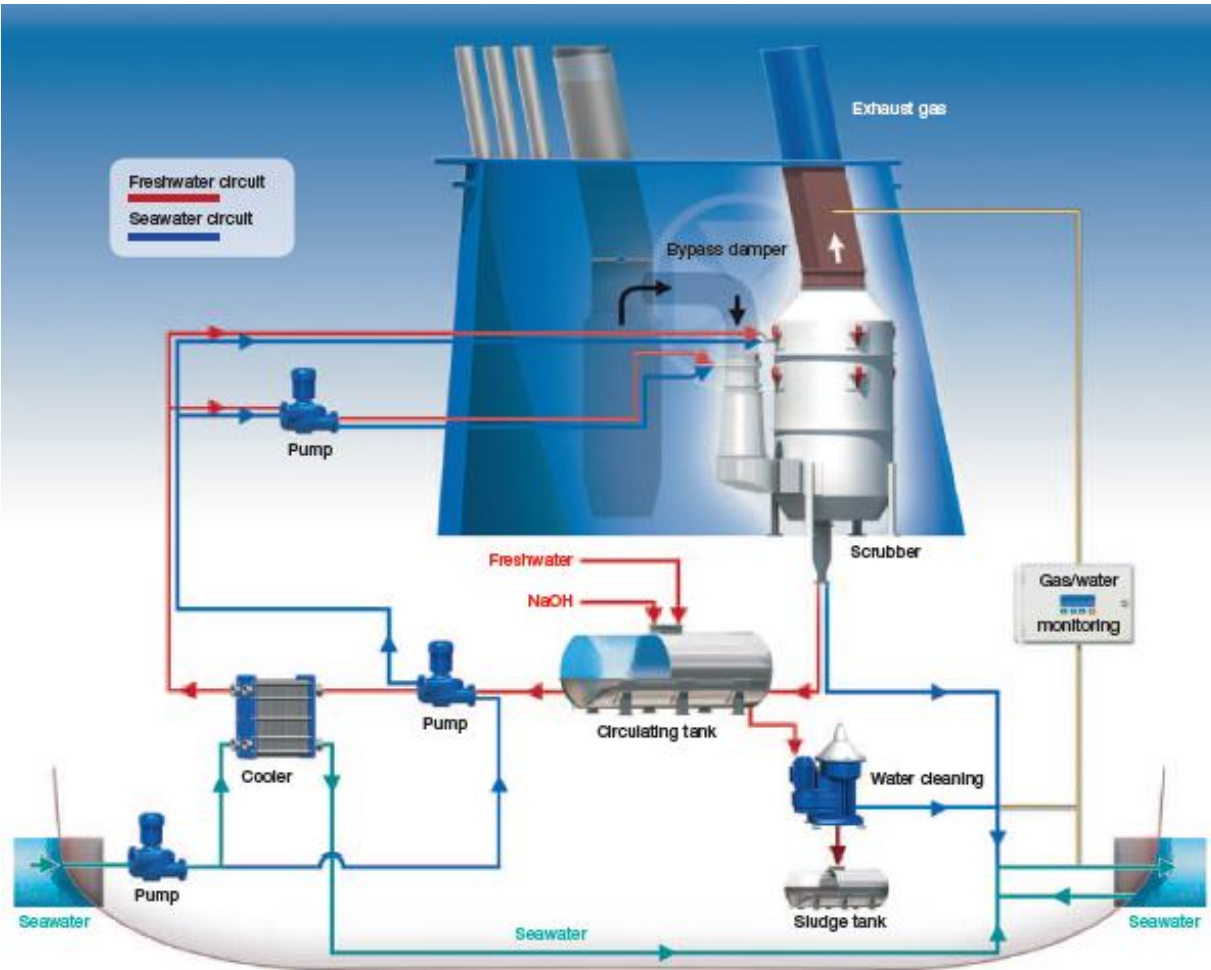 Exhaust gas
Freshwater circuit
Seawater circuit
Bypass damper
Pump
Scrubber
Freshwater
NaOH
Gas/water
monitoring
Pump
Circulating tank
Cooler
Water cleaning
Pump
Seawater
Sludge tank
Seawater
Seawater